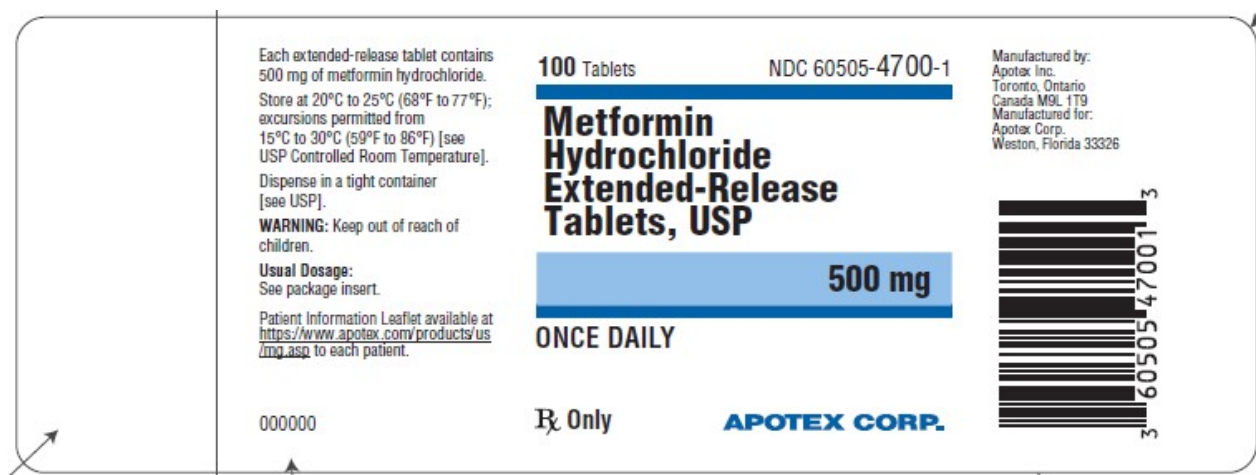 Each extended-release tablet contains
500 mg of metformin hydrochloride.
Store at 20°C to 25°C (68°F to 77°F);
excursions permitted from
15°C to 30°C (59°F to 86°F) [see
USP Controlled Room Temperature].
Dispense in a tight container
[see USP].
WARNING: Keep out of reach of
children.
Usual Dosage:
See package insert.
Patient Information Leaflet available at
https://www.apotex.com/products/us
/mg.asp to each patient.
000000
100 Tablets NDC 60505-4700-1
Metformin
Hydrochloride
Extended-Release
Tablets, USP
500 mg
ONCE DAILY
Rx Only APOTEX CORP.
Manufactured by:
Apotex Inc.
Toronto, Ontario
Canada M9L 1T9
Manufactured for:
Apotex Corp.
Weston, Florida 33326
3 60505 47001 3